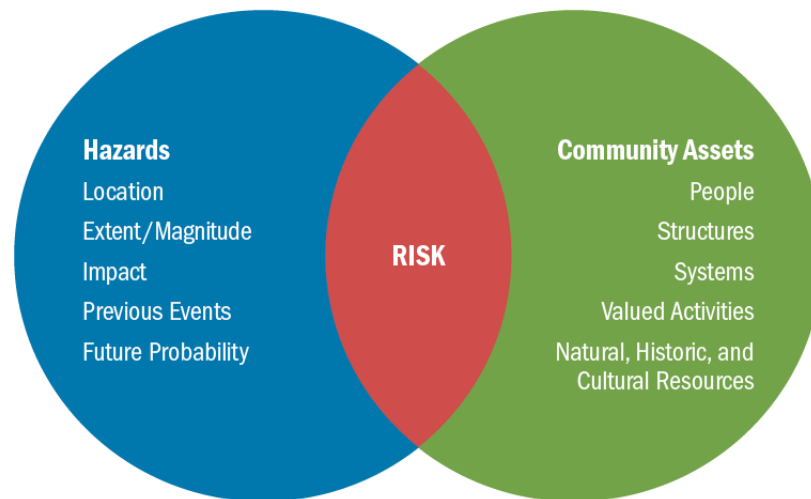 Hazards
Location
Extent/Magnitude
Impact
Previous Events
Future Probability
RISK
Community Assets
People
Structures
Systems
Valued Activities
Natural, Historic, and
Cultural Resources